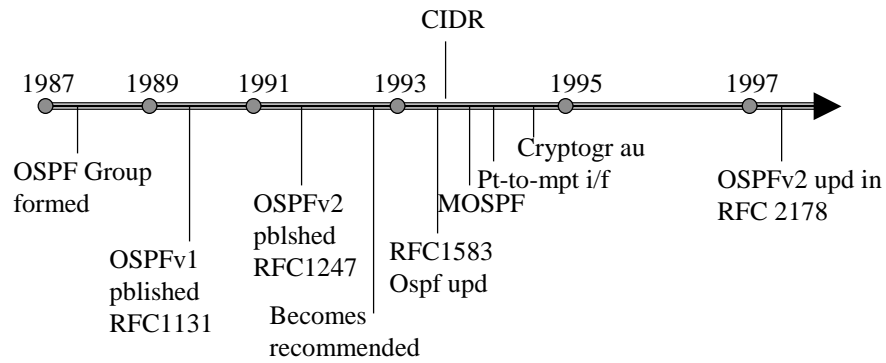 CIDR
1987
1989
1991
1993
1995
1997
OSPF Group
formed
OSPFv1
pblished
RFC1131
OSPFv2
pblshed
RFC1247
Becomes
recommended
RFC1583
Ospf upd
MOSPF
Pt-to-mpt i/f
Cryptogr au
OSPFv2 upd in
RFC 2178